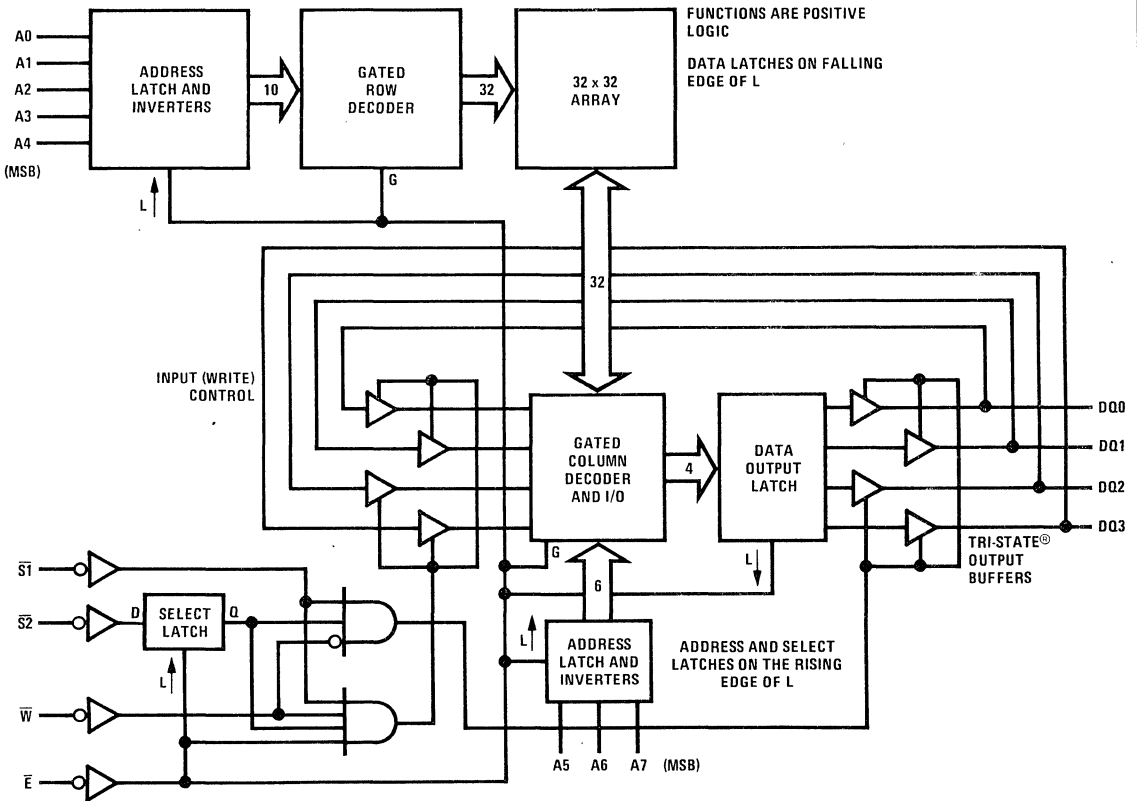 FUNCTIONS ARE POSITIVE
LOGIC
DATA LATCHES ON FALLING
EDGE OF L
A0
A1
A2
A3
A4
(MSB)
ADDRESS
LATCH AND
INVERTERS
10
GATED
ROW
DECODER
32
32 x 32
ARRAY
L
G
32
INPUT (WRITE)
CONTROL
GATED
COLUMN
DECODER
AND I/O
4
DATA
OUTPUT
LATCH
DQ0
DQ1
DQ2
DQ3
TRI-STATE®
OUTPUT
BUFFERS
G
L
6
S̅1̅
S̅2̅
D
SELECT
LATCH
Q
L
L
ADDRESS
LATCH AND
INVERTERS
ADDRESS AND SELECT
LATCHES ON THE RISING
EDGE OF L
W̅
E̅
A5 A6 A7 (MSB)